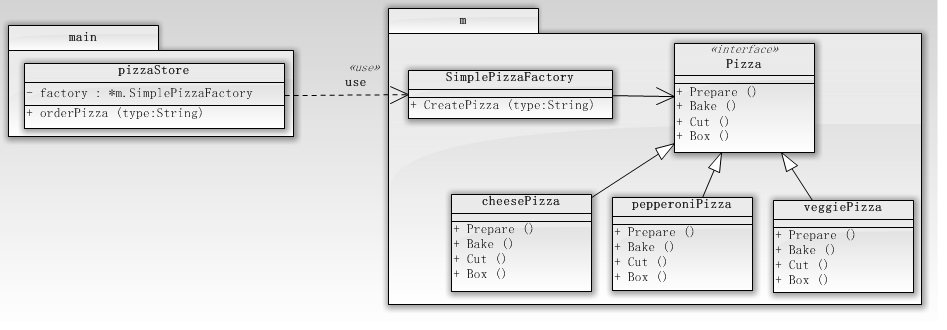 main
pizzaStore
- factory : *m.SimplePizzaFactory
+ orderPizza (type:String)
«use»
use
m
SimplePizzaFactory
+ CreatePizza (type:String)
«interface»
Pizza
+ Prepare ()
+ Bake ()
+ Cut ()
+ Box ()
cheesePizza
+ Prepare ()
+ Bake ()
+ Cut ()
+ Box ()
pepperoniPizza
+ Prepare ()
+ Bake ()
+ Cut ()
+ Box ()
veggiePizza
+ Prepare ()
+ Bake ()
+ Cut ()
+ Box ()